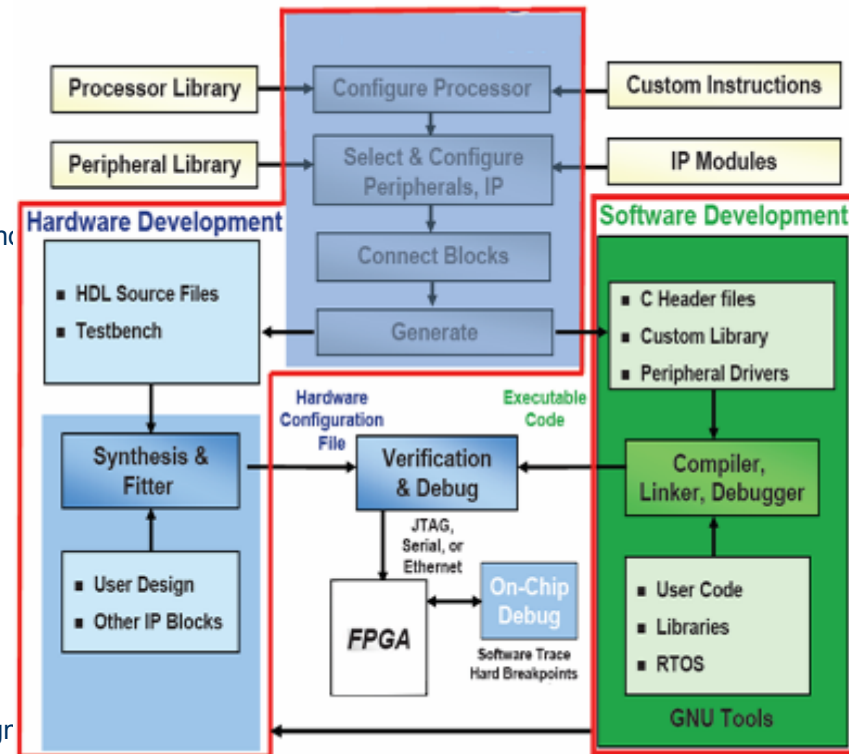 Processor Library
Configure Processor
Custom Instructions
Peripheral Library
Select & Configure
Peripherals, IP
IP Modules
Hardware Development
Software Development
▪ HDL Source Files
▪ Testbench
Connect Blocks
Generate
▪ C Header files
▪ Custom Library
▪ Peripheral Drivers
Hardware
Configuration
File
Executable
Code
Synthesis &
Fitter
Verification
& Debug
Compiler,
Linker, Debugger
JTAG,
Serial, or
Ethernet
▪ User Design
▪ Other IP Blocks
FPGA
On-Chip
Debug
Software Trace
Hard Breakpoints
▪ User Code
▪ Libraries
▪ RTOS
GNU Tools